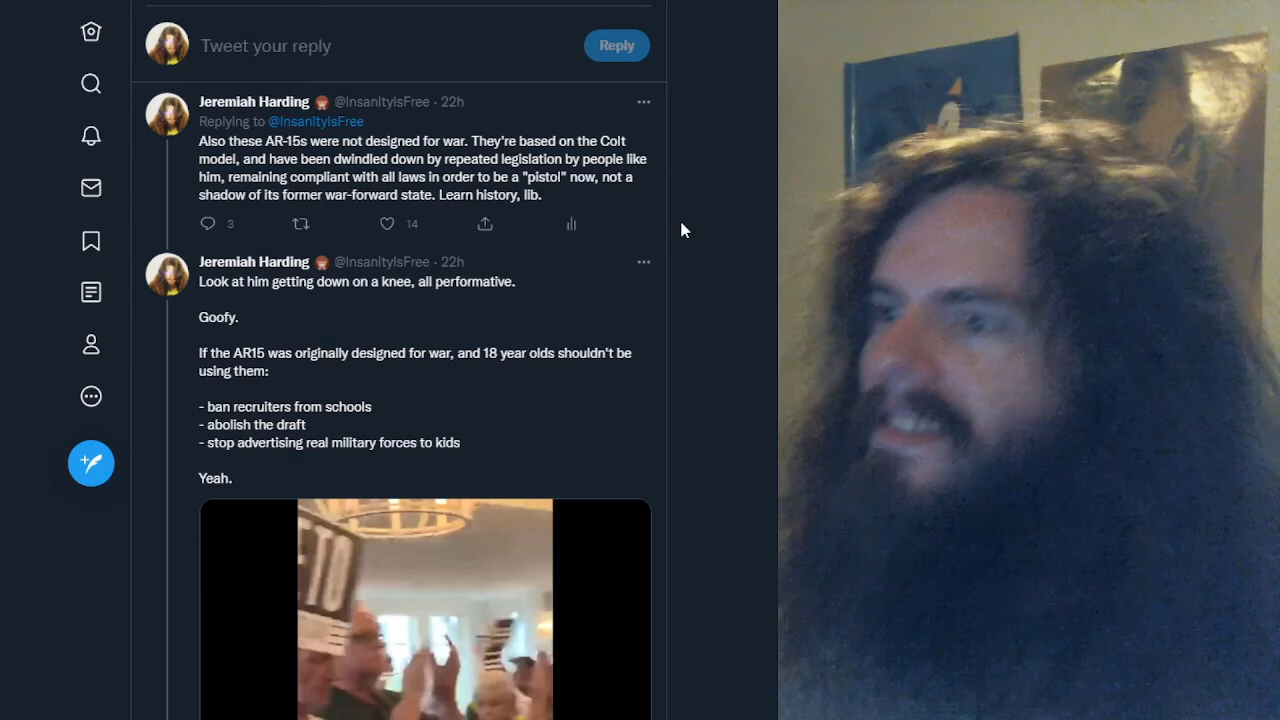 Tweet your reply
Reply
Jeremiah Harding @InsanityIsFree · 22h
Replying to @InsanityIsFree
Also these AR-15s were not designed for war. They're based on the Colt
model, and have been dwindled down by repeated legislation by people like
him, remaining compliant with all laws in order to be a "pistol" now, not a
shadow of its former war-forward state. Learn history, lib.
3
14
Jeremiah Harding @InsanityIsFree · 22h
Look at him getting down on a knee, all performative.
Goofy.
If the AR15 was originally designed for war, and 18 year olds shouldn't be
using them:
- ban recruiters from schools
- abolish the draft
- stop advertising real military forces to kids
Yeah.